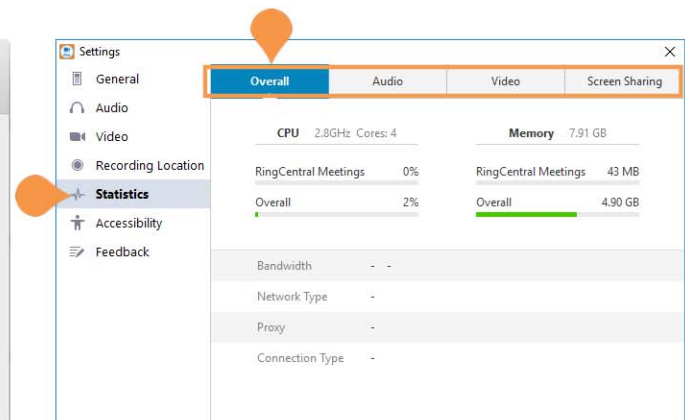 Settings
General
Audio
Video
Recording Location
Statistics
Accessibility
Feedback
Overall Audio Video Screen Sharing
CPU 2.8GHz Cores: 4 Memory 7.91 GB
RingCentral Meetings 0% RingCentral Meetings 43 MB
Overall 2% Overall 4.90 GB
Bandwidth - -
Network Type -
Proxy -
Connection Type -